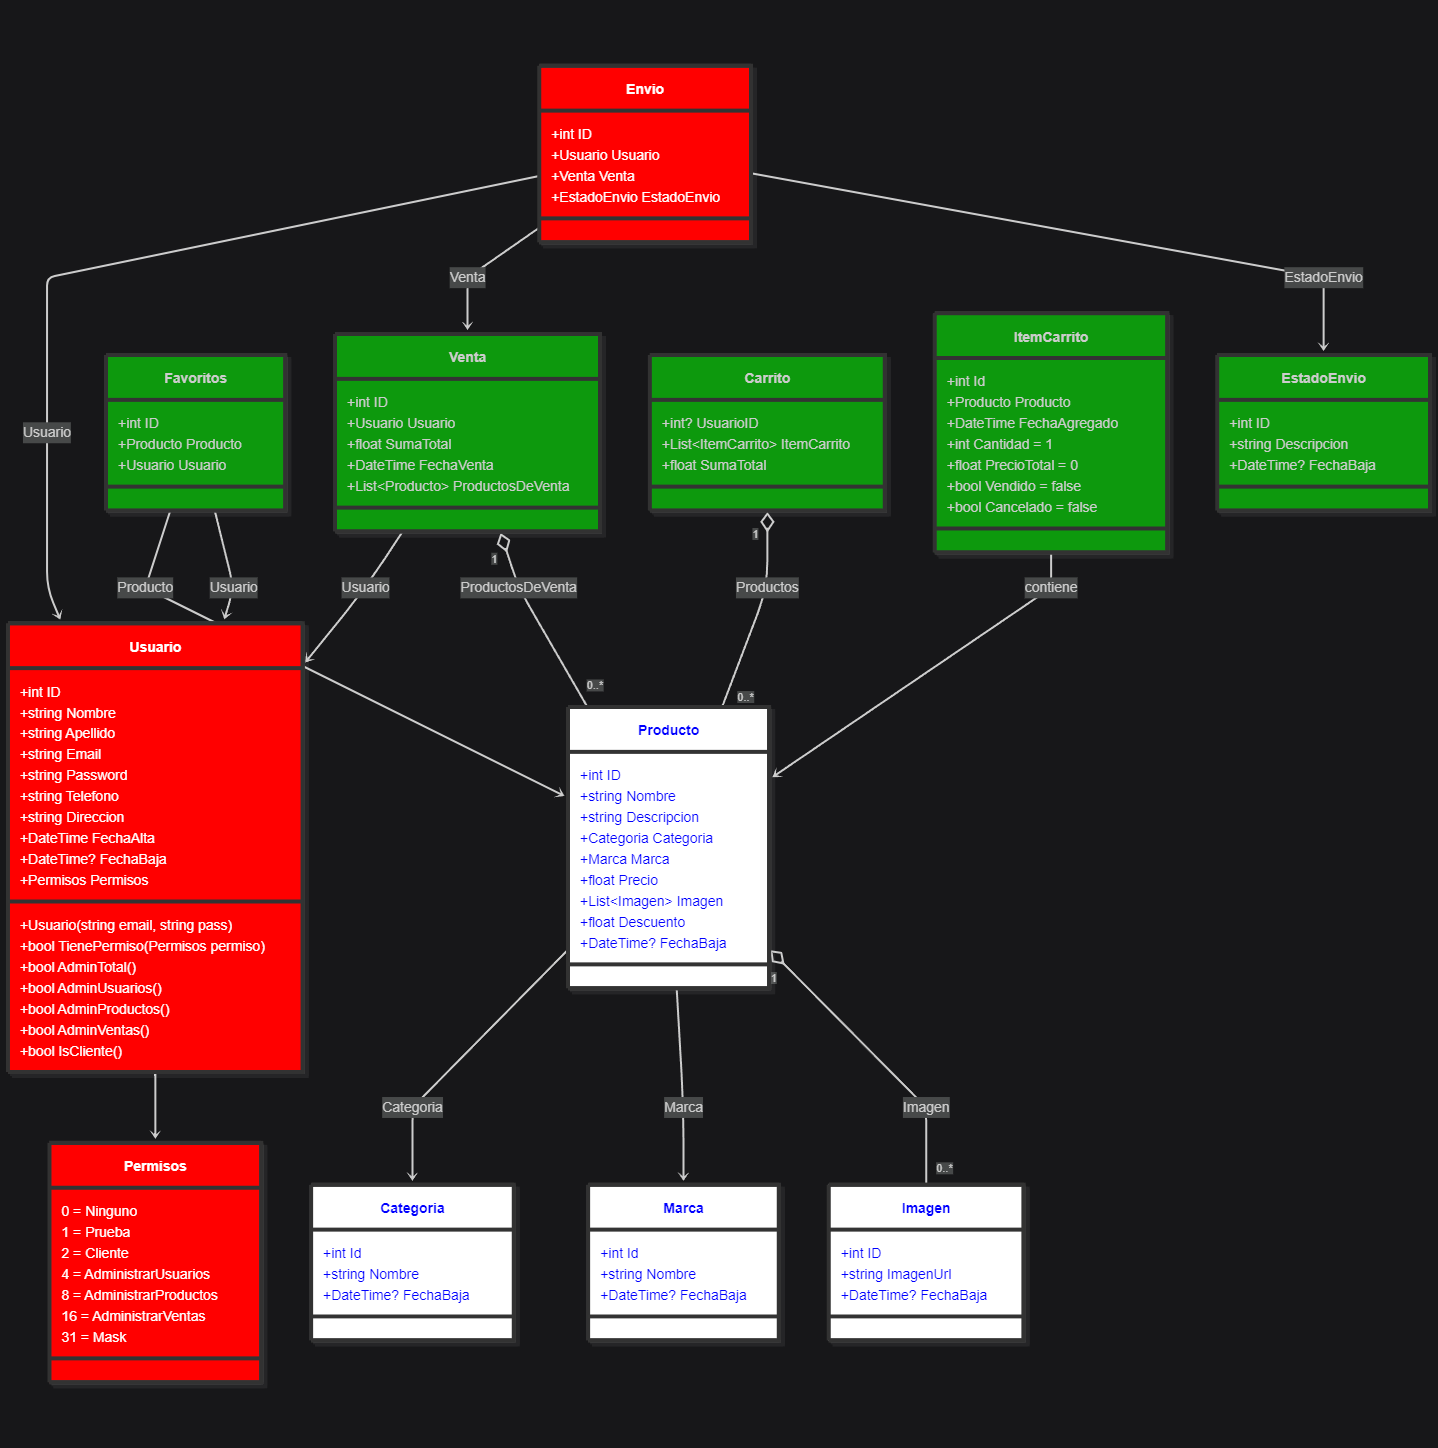 Envio
+int ID
+Usuario Usuario
+Venta Venta
+EstadoEnvio EstadoEnvio
Venta
EstadoEnvio
Usuario
Favoritos
+int ID
+Producto Producto
+Usuario Usuario
Venta
+int ID
+Usuario Usuario
+float SumaTotal
+DateTime FechaVenta
+List<Producto> ProductosDeVenta
Carrito
+int? UsuarioID
+List<ItemCarrito> ItemCarrito
+float SumaTotal
ItemCarrito
+int Id
+Producto Producto
+DateTime FechaAgregado
+int Cantidad = 1
+float PrecioTotal = 0
+bool Vendido = false
+bool Cancelado = false
EstadoEnvio
+int ID
+string Descripcion
+DateTime? FechaBaja
1
1
Producto
Usuario
Usuario
ProductosDeVenta
Productos
contiene
0..*
0..*
Usuario
+int ID
+string Nombre
+string Apellido
+string Email
+string Password
+string Telefono
+string Direccion
+DateTime FechaAlta
+DateTime? FechaBaja
+Permisos Permisos
+Usuario(string email, string pass)
+bool TienePermiso(Permisos permiso)
+bool AdminTotal()
+bool AdminUsuarios()
+bool AdminProductos()
+bool AdminVentas()
+bool IsCliente()
Producto
+int ID
+string Nombre
+string Descripcion
+Categoria Categoria
+Marca Marca
+float Precio
+List<Imagen> Imagen
+float Descuento
+DateTime? FechaBaja
1
Categoria
Marca
Imagen
0..*
Permisos
0 = Ninguno
1 = Prueba
2 = Cliente
4 = AdministrarUsuarios
8 = AdministrarProductos
16 = AdministrarVentas
31 = Mask
Categoria
+int Id
+string Nombre
+DateTime? FechaBaja
Marca
+int Id
+string Nombre
+DateTime? FechaBaja
Imagen
+int ID
+string ImagenUrl
+DateTime? FechaBaja